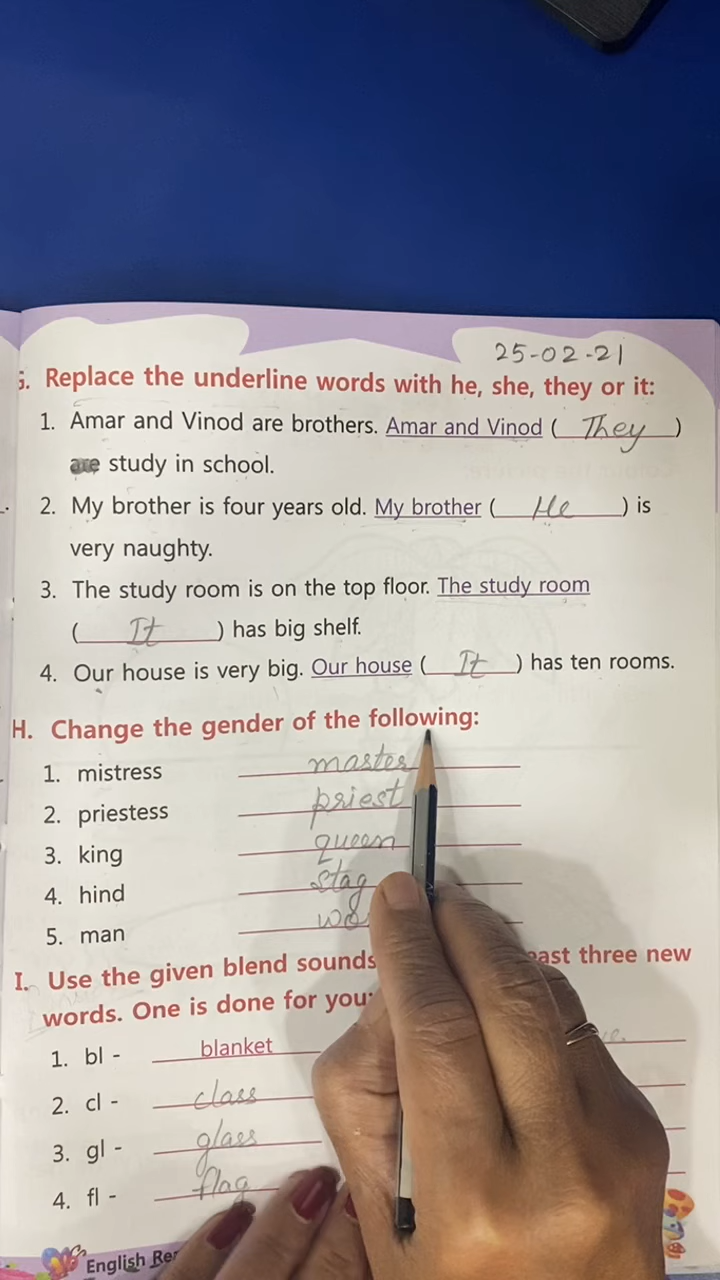 25-02-21
G. Replace the underline words with he, she, they or it:
1. Amar and Vinod are brothers. Amar and Vinod ( They )
are study in school.
2. My brother is four years old. My brother ( He ) is
very naughty.
3. The study room is on the top floor. The study room
( It ) has big shelf.
4. Our house is very big. Our house ( It ) has ten rooms.
H. Change the gender of the following:
1. mistress master
2. priestess priest
3. king queen
4. hind stag
5. man
I. Use the given blend sounds three new
words. One is done for you:
1. bl - blanket
2. cl - class
3. gl - glass
4. fl - flag
English